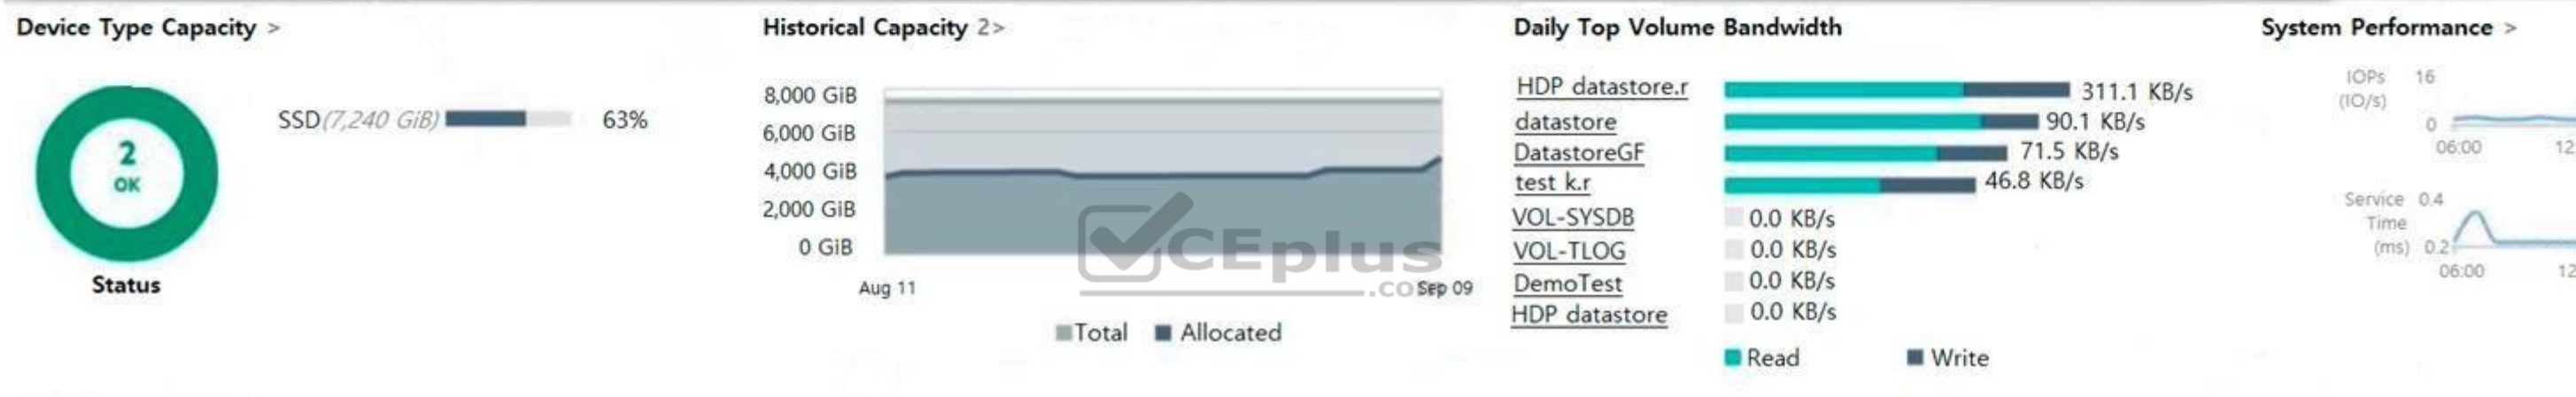 Device Type Capacity >
2
OK
Status
SSD(7,240 GiB) 63%
Historical Capacity 2>
8,000 GiB
6,000 GiB
4,000 GiB
2,000 GiB
0 GiB
Aug 11 Sep 09
Total Allocated
CEplus
.com
Daily Top Volume Bandwidth
HDP datastore.r 311.1 KB/s
datastore 90.1 KB/s
DatastoreGF 71.5 KB/s
test k.r 46.8 KB/s
VOL-SYSDB 0.0 KB/s
VOL-TLOG 0.0 KB/s
DemoTest 0.0 KB/s
HDP datastore 0.0 KB/s
Read Write
System Performance >
IOPs 16
(IO/s)
0
06:00 12
Service 0.4
Time
(ms) 0.2
06:00 12